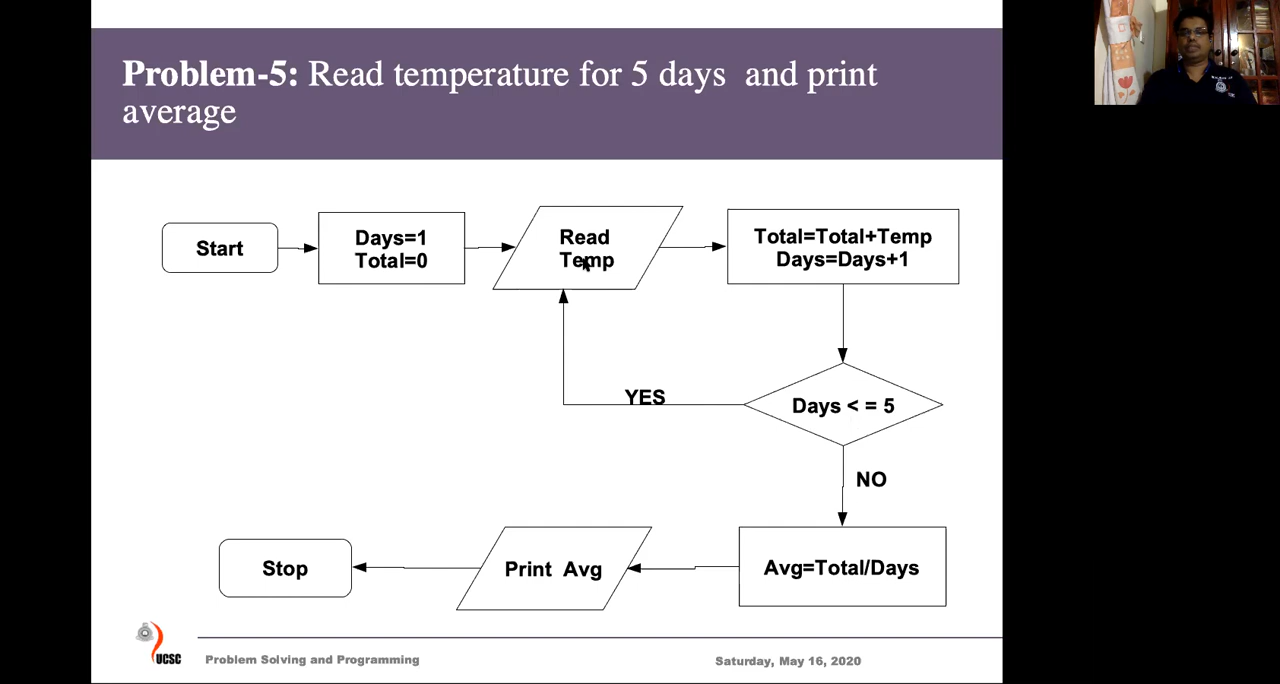 Problem-5: Read temperature for 5 days and print
average
Start
Days=1
Total=0
Read
Temp
Total=Total+Temp
Days=Days+1
YES
Days < = 5
NO
Stop
Print Avg
Avg=Total/Days
UCSC
Problem Solving and Programming
Saturday, May 16, 2020